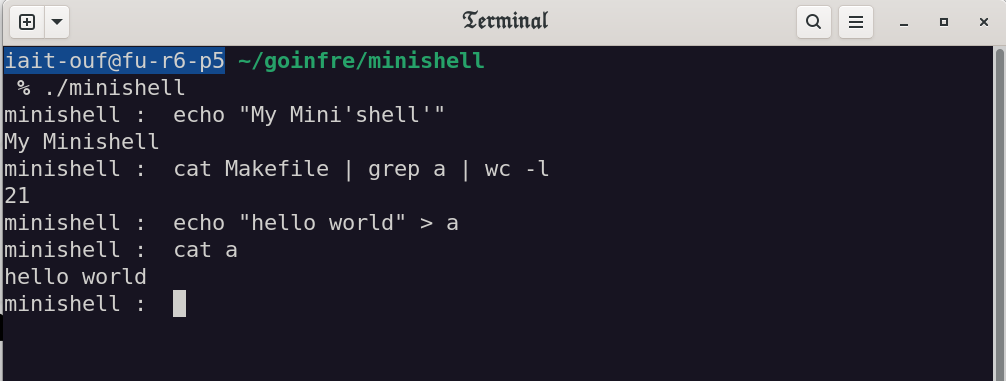 Terminal
iait-ouf@fu-r6-p5 ~/goinfre/minishell
% ./minishell
minishell :  echo "My Mini'shell'"
My Minishell
minishell :  cat Makefile | grep a | wc -l
21
minishell :  echo "hello world" > a
minishell :  cat a
hello world
minishell :